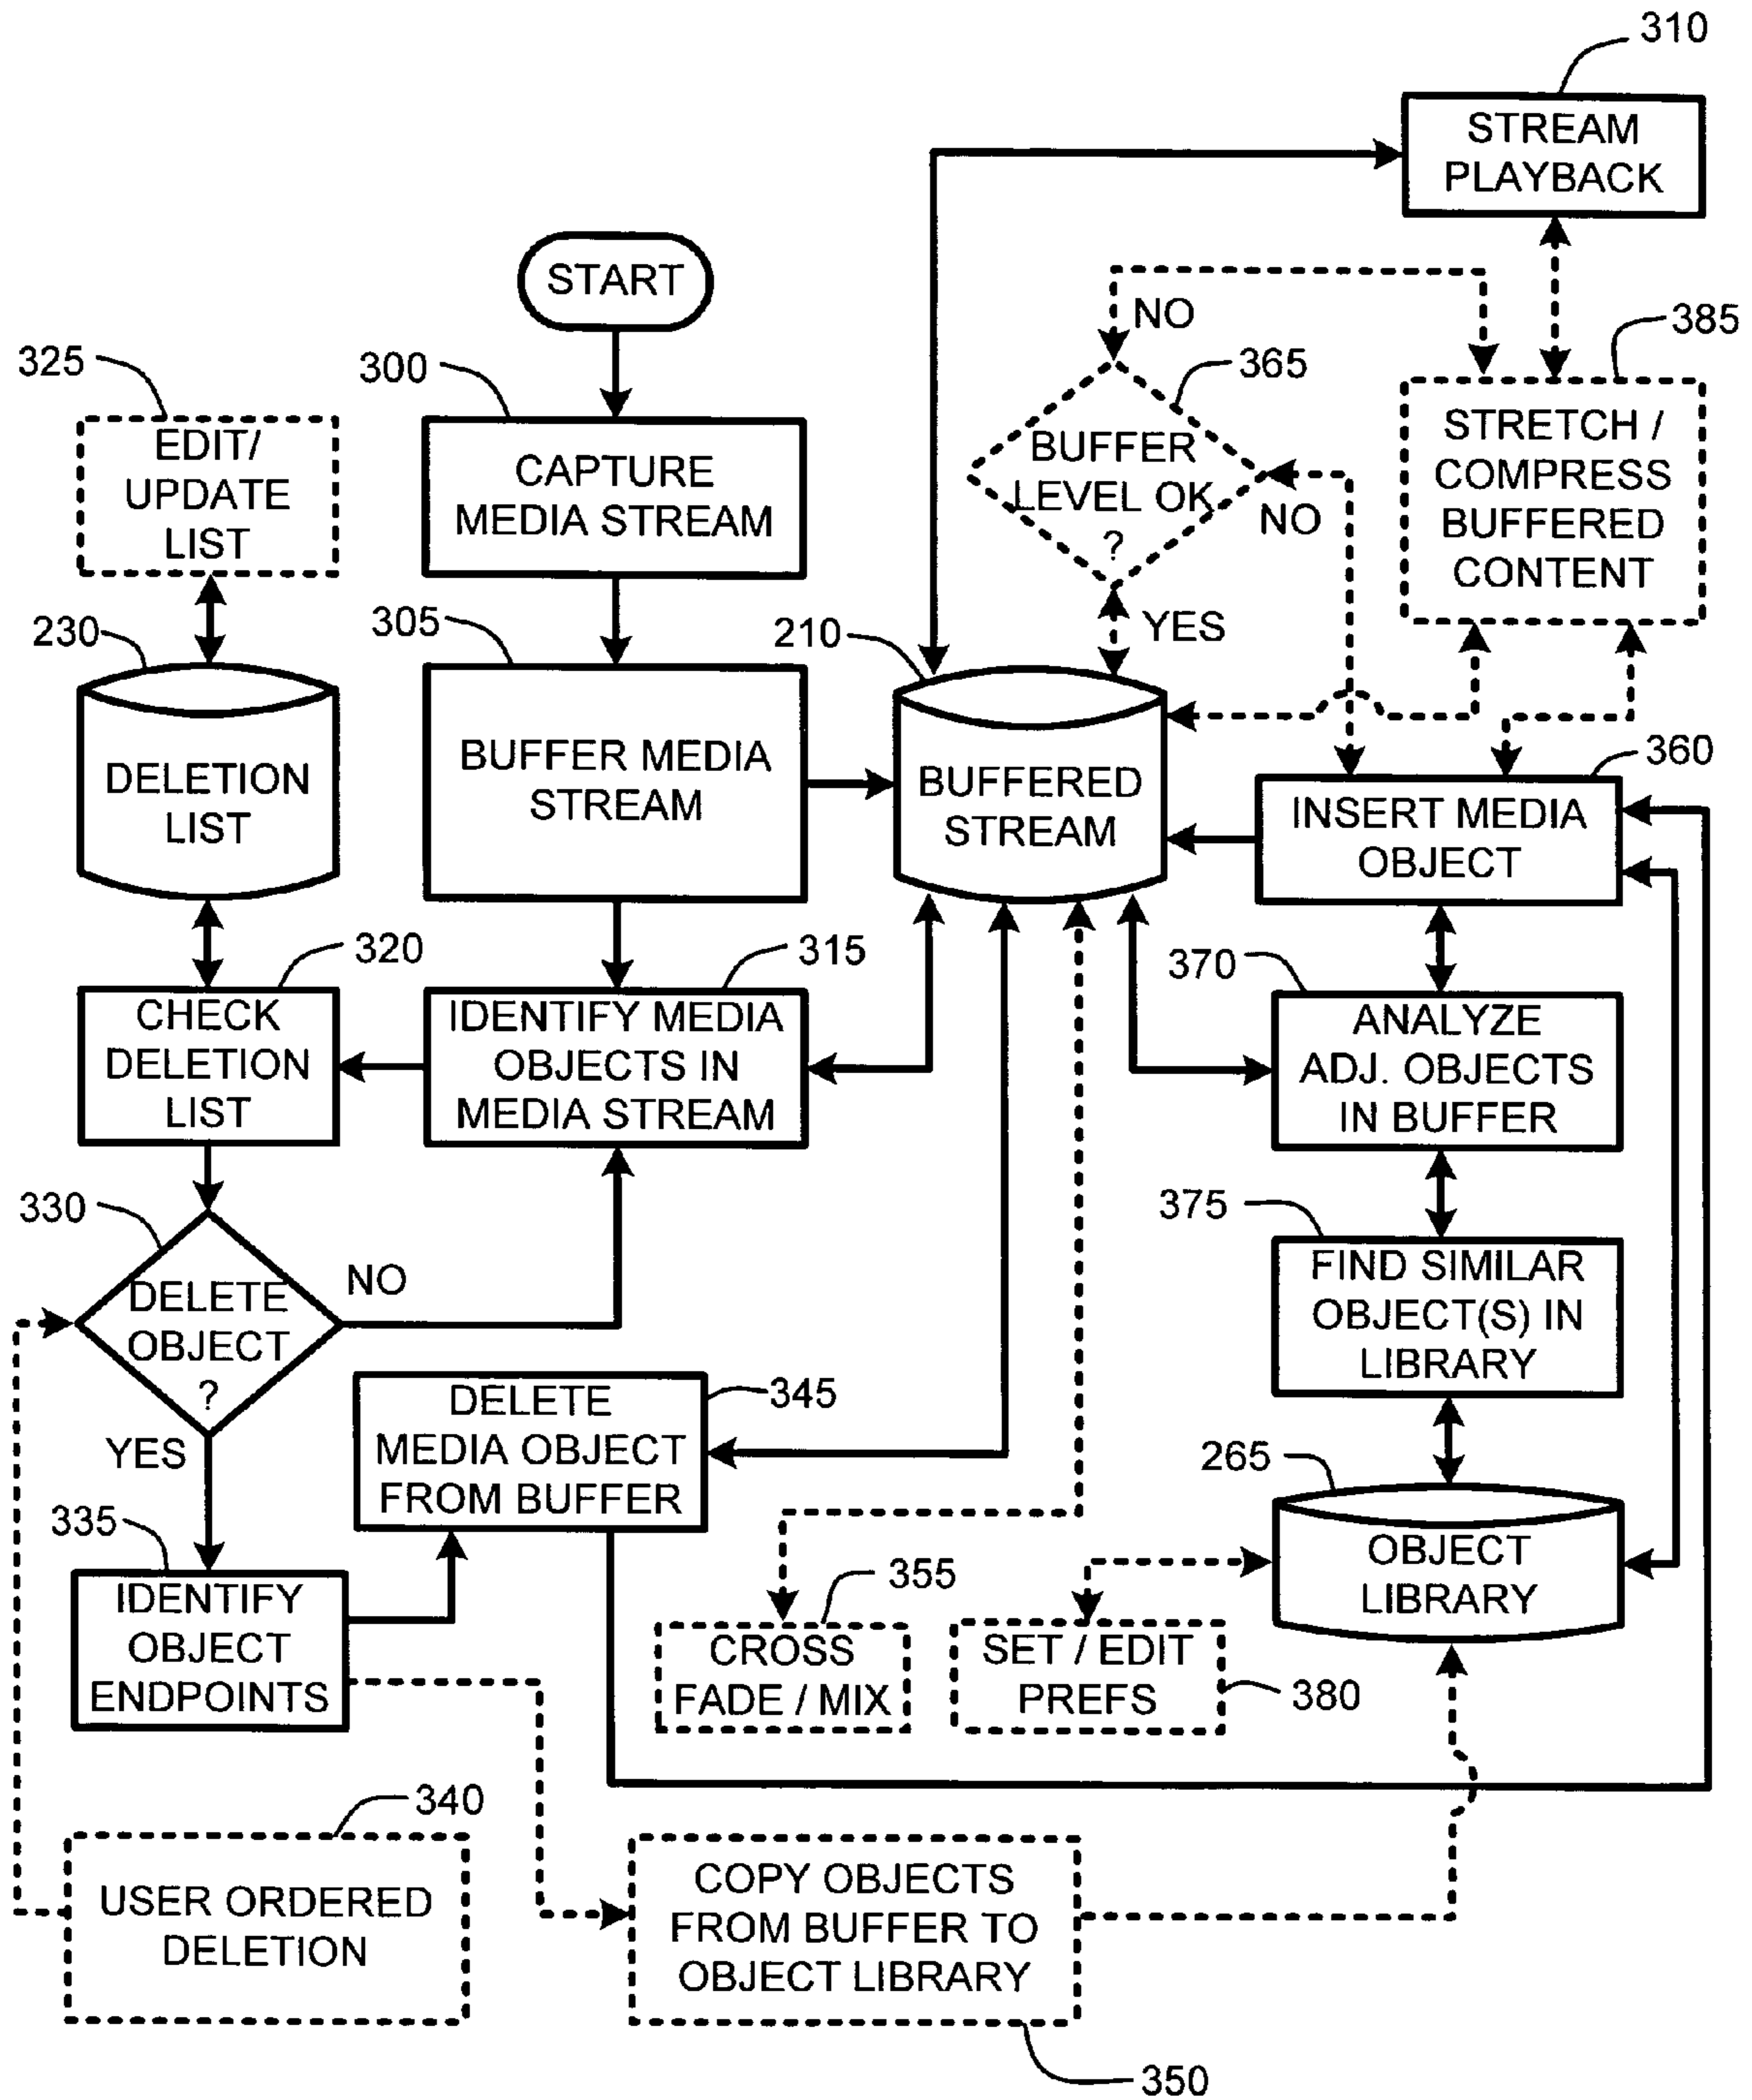 310
STREAM
PLAYBACK
START
NO
385
325
300
365
EDIT/
UPDATE
LIST
CAPTURE
MEDIA STREAM
BUFFER
LEVEL OK
?
NO
STRETCH /
COMPRESS
BUFFERED
CONTENT
230
305
210
YES
DELETION
LIST
BUFFER MEDIA
STREAM
BUFFERED
STREAM
360
INSERT MEDIA
OBJECT
320
315
370
CHECK
DELETION
LIST
IDENTIFY MEDIA
OBJECTS IN
MEDIA STREAM
ANALYZE
ADJ. OBJECTS
IN BUFFER
330
375
DELETE
OBJECT
?
NO
FIND SIMILAR
OBJECT(S) IN
LIBRARY
YES
345
DELETE
MEDIA OBJECT
FROM BUFFER
265
335
OBJECT
LIBRARY
IDENTIFY
OBJECT
ENDPOINTS
355
CROSS
FADE / MIX
SET / EDIT
PREFS
380
340
USER ORDERED
DELETION
COPY OBJECTS
FROM BUFFER TO
OBJECT LIBRARY
350